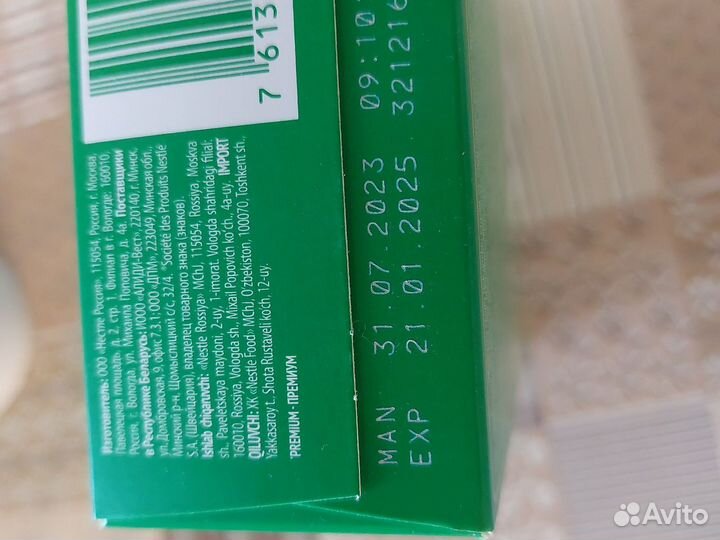 Изготовитель: ООО «Нестле Россия»; 115054, Россия, г. Москва,
Павелецкая площадь, д. 2, стр. 1 Филиал в г. Вологде: 160010,
Россия, г. Вологда, ул. Михаила Поповича, д. 4а. Поставщики
в Республике Беларусь: ИООО «АЛИДИ-Вест», 220140, г. Минск,
ул. Домбровская, 9, офис 7.3.1; ООО «ДПМ», 223049, Минская обл.,
Минский р-н, Щомыслицкий с/с, 32/4. ®Société des Produits Nestlé
S.A. (Швейцария), владелец товарного знака (знаков).
Ishlab chiqaruvchi: «Nestle Rossiya» MChJ, 115054, Rossiya, Moskva
sh., Paveletskaya maydoni, 2-uy, 1-imorat. Vologda shahridagi filial:
160010, Rossiya, Vologda sh., Mixail Popovich ko'ch., 4a-uy. IMPORT
QILUVCHI: XK «Nestle Food» MChJ, O'zbekiston, 100070, Toshkent sh.,
Yakkasaroy t., Shota Rustaveli ko'ch, 12-uy.
PREMIUM - ПРЕМИУМ
7 613
MAN 31.07.2023 09:10
EXP 21.01.2025 321216
Avito